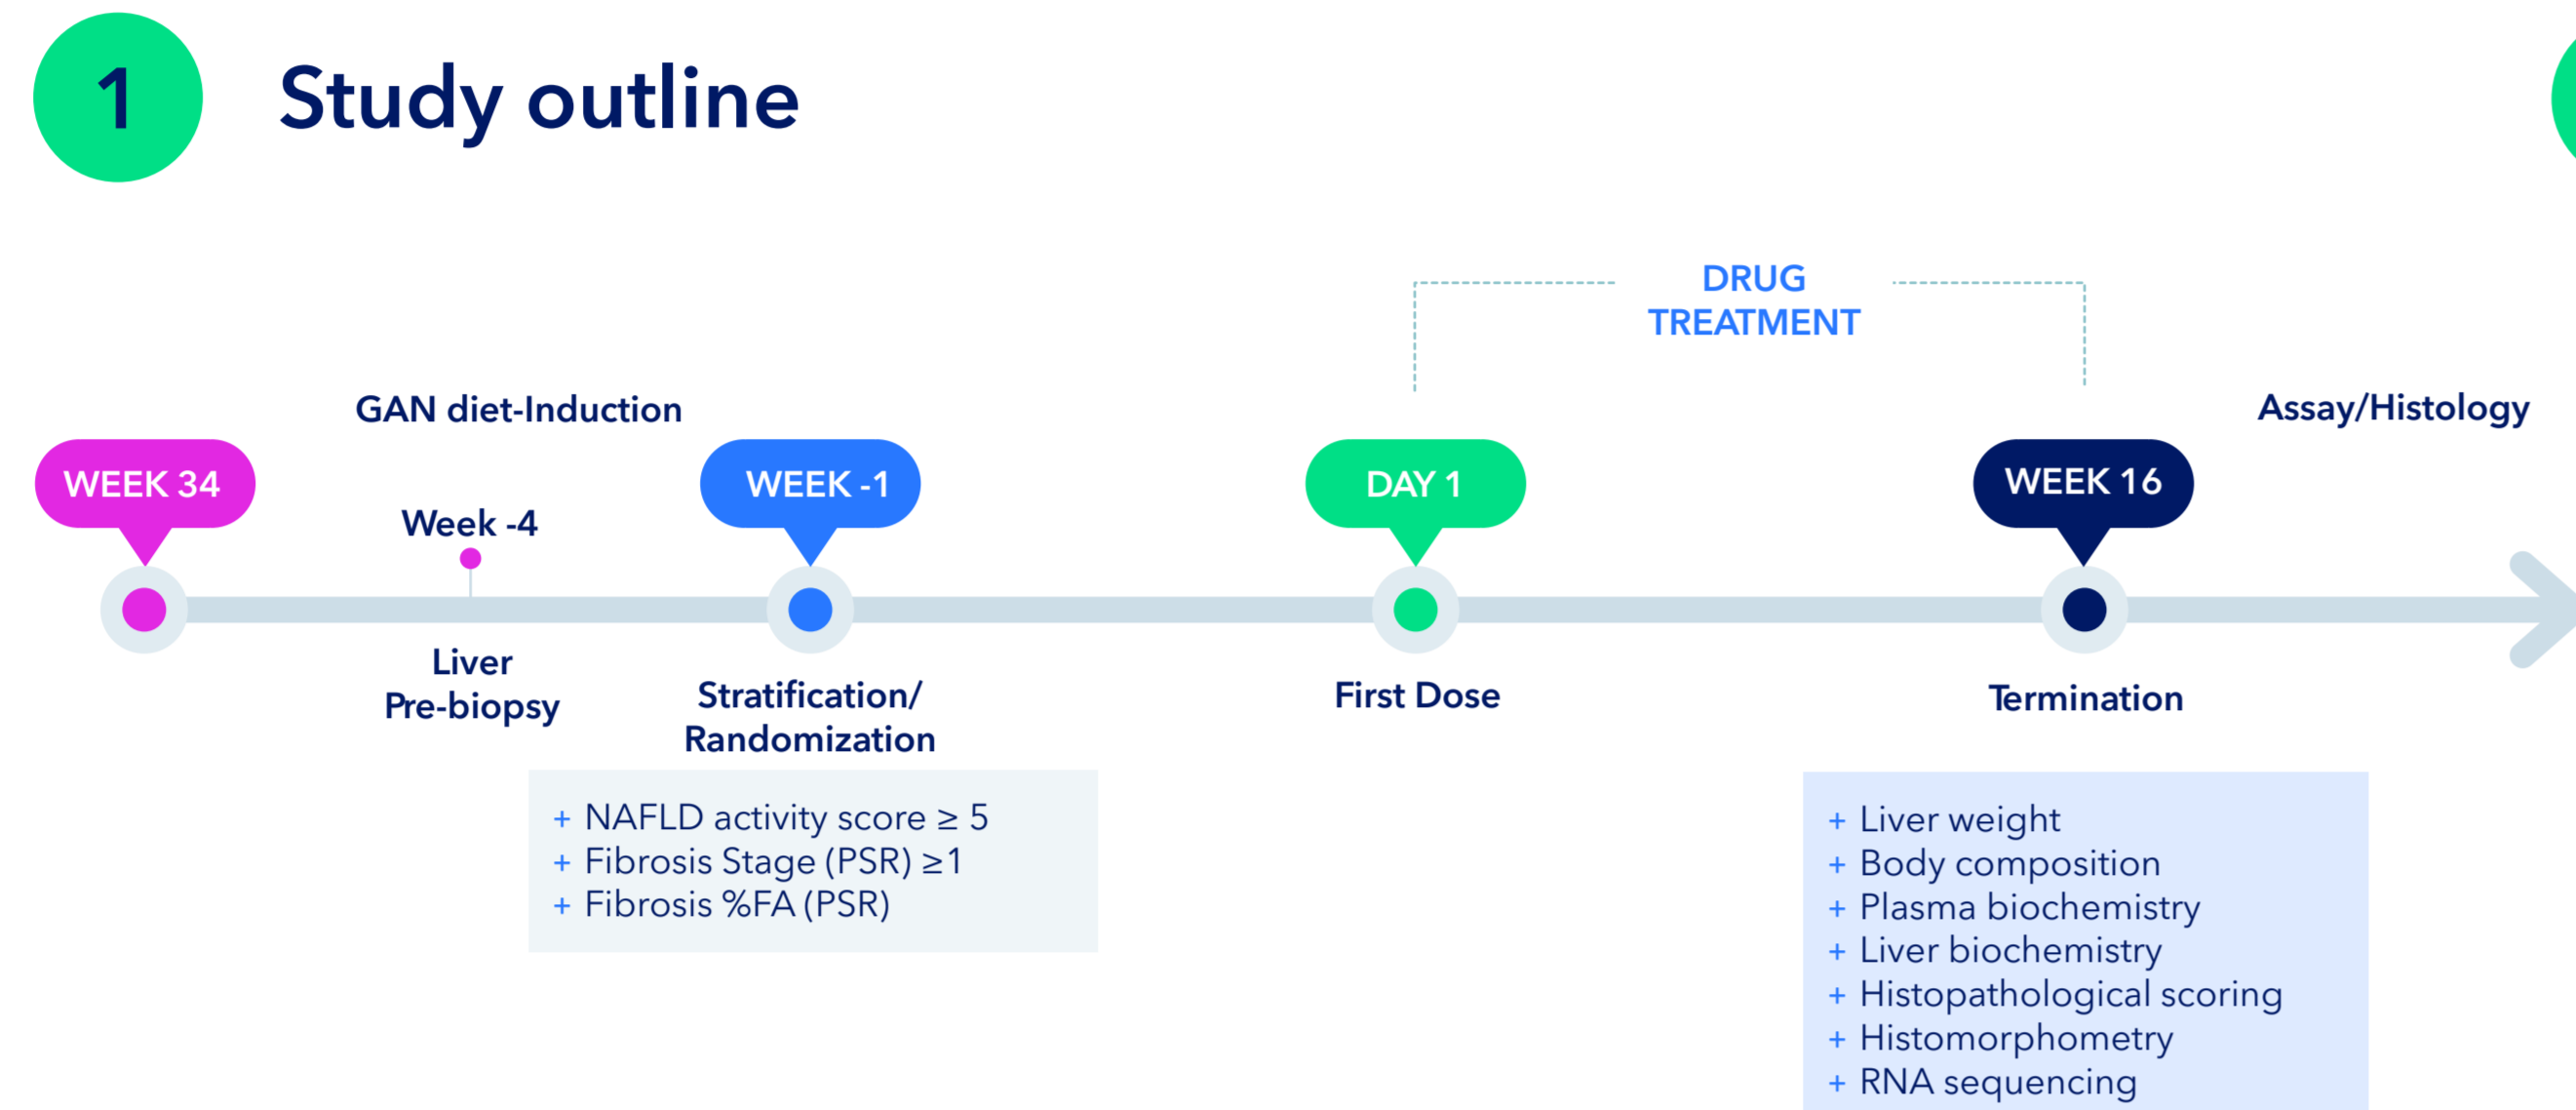 1
Study outline
DRUG
TREATMENT
GAN diet-Induction
Assay/Histology
WEEK 34
Week -4
WEEK -1
DAY 1
WEEK 16
Liver
Pre-biopsy
Stratification/
Randomization
First Dose
Termination
+ NAFLD activity score ≥ 5
+ Fibrosis Stage (PSR) ≥1
+ Fibrosis %FA (PSR)
+ Liver weight
+ Body composition
+ Plasma biochemistry
+ Liver biochemistry
+ Histopathological scoring
+ Histomorphometry
+ RNA sequencing